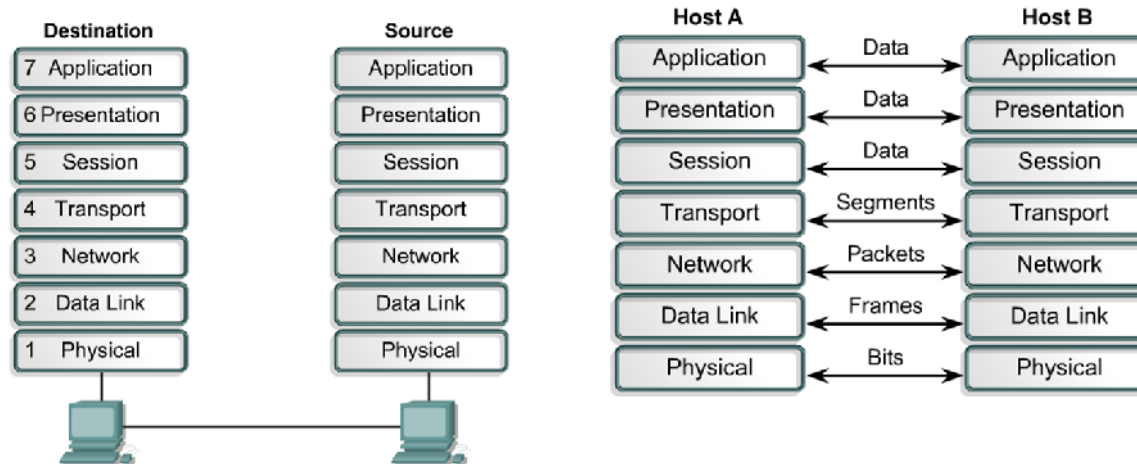 Destination
7 Application
6 Presentation
5 Session
4 Transport
3 Network
2 Data Link
1 Physical
Source
Application
Presentation
Session
Transport
Network
Data Link
Physical
Host A Host B
Application Data Application
Presentation Data Presentation
Session Data Session
Transport Segments Transport
Network Packets Network
Data Link Frames Data Link
Physical Bits Physical